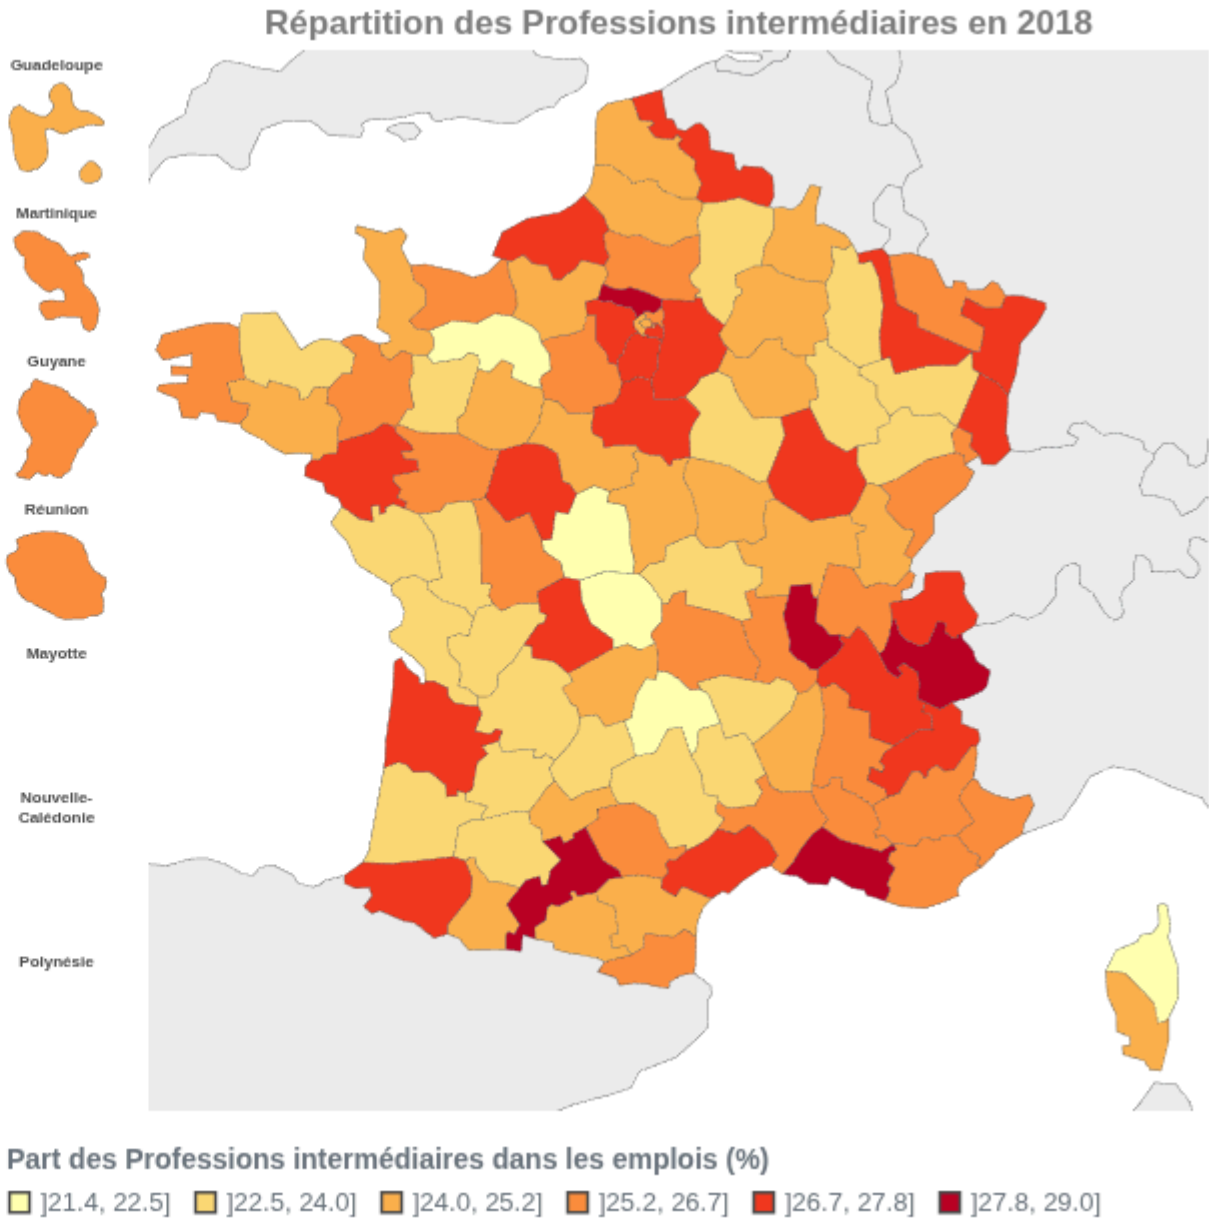 Répartition des Professions intermédiaires en 2018
Guadeloupe
Martinique
Guyane
Réunion
Mayotte
Nouvelle-
Calédonie
Polynésie
Part des Professions intermédiaires dans les emplois (%)
]21.4, 22.5] ]22.5, 24.0] ]24.0, 25.2] ]25.2, 26.7] ]26.7, 27.8] ]27.8, 29.0]